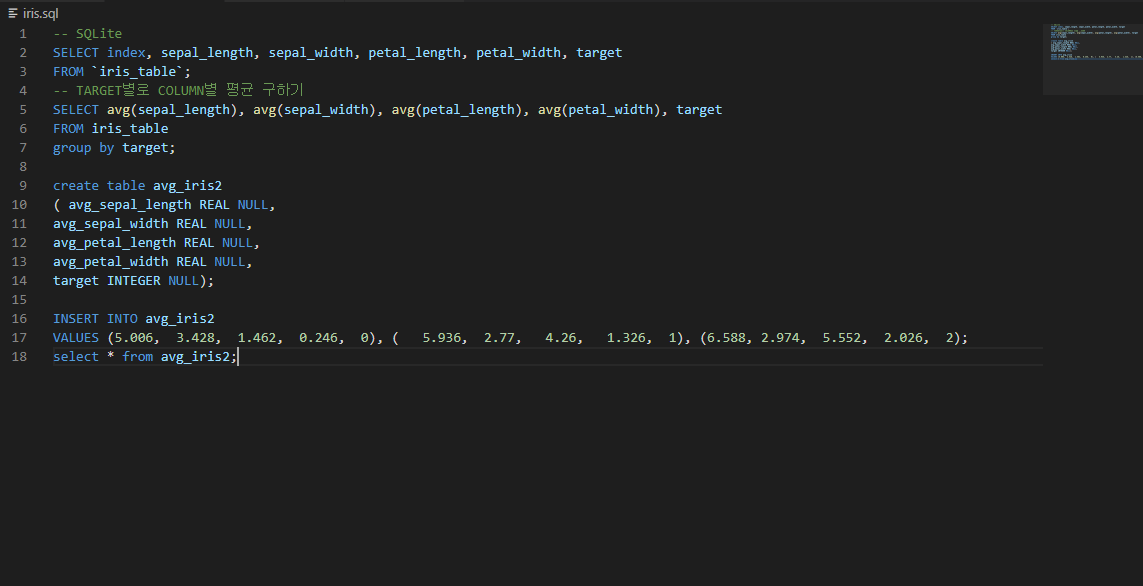 iris.sql
1 -- SQLite
2 SELECT index, sepal_length, sepal_width, petal_length, petal_width, target
3 FROM `iris_table`;
4 -- TARGET별로 COLUMN별 평균 구하기
5 SELECT avg(sepal_length), avg(sepal_width), avg(petal_length), avg(petal_width), target
6 FROM iris_table
7 group by target;
8
9 create table avg_iris2
10 ( avg_sepal_length REAL NULL,
11 avg_sepal_width REAL NULL,
12 avg_petal_length REAL NULL,
13 avg_petal_width REAL NULL,
14 target INTEGER NULL);
15
16 INSERT INTO avg_iris2
17 VALUES (5.006,  3.428,  1.462,  0.246,  0), (   5.936,  2.77,   4.26,   1.326,  1), (6.588, 2.974,  5.552,  2.026,  2);
18 select * from avg_iris2;